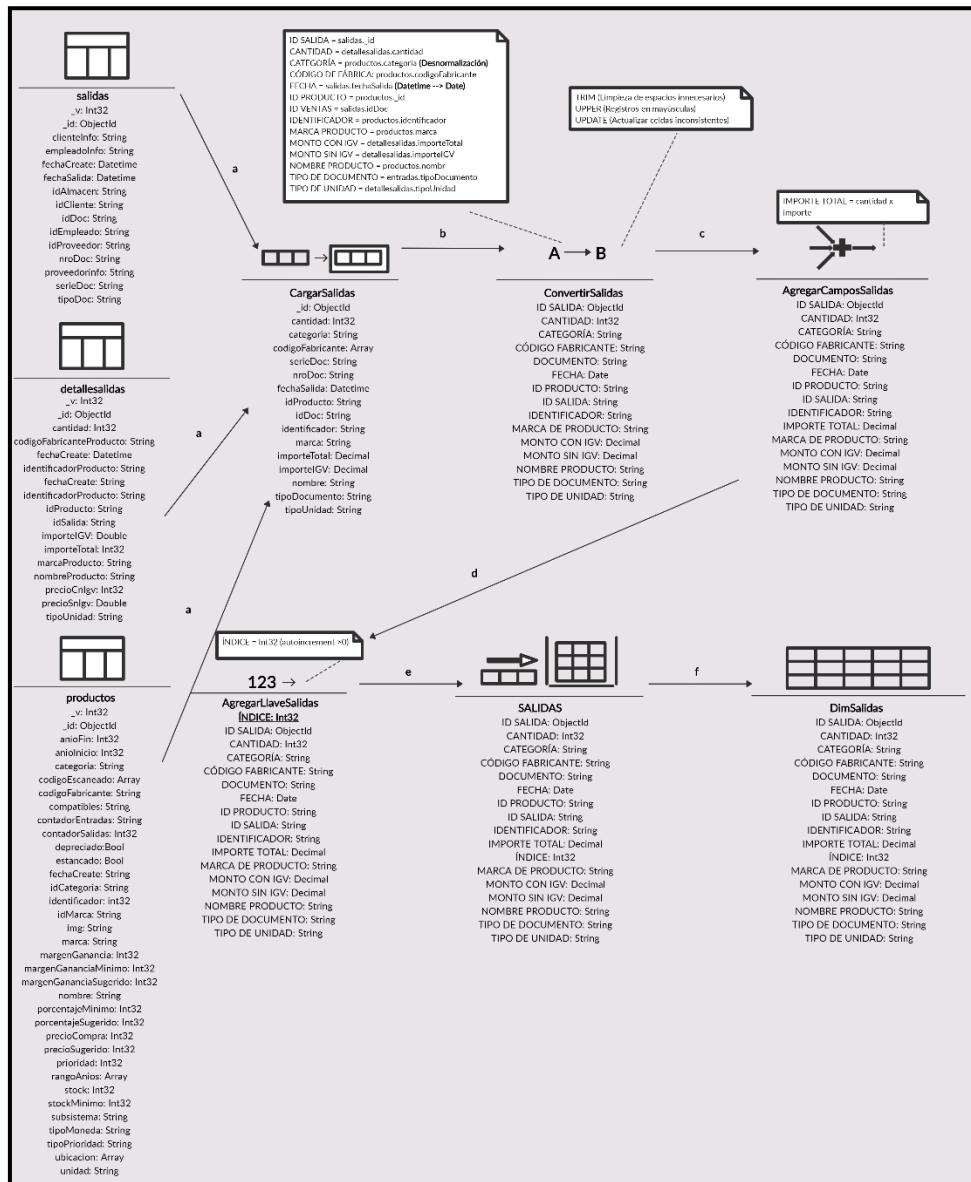 salidas
_v: Int32
_id: ObjectId
clienteInfo: String
empleadoInfo: String
fechaCreate: Datetime
fechaSalida: Datetime
idAlmacen: String
idCliente: String
idDoc: String
idEmpleado: String
idProveedor: String
nroDoc: String
proveedorinfo: String
serieDoc: String
tipoDoc: String
detallesalidas
_v: Int32
_id: ObjectId
cantidad: Int32
codigoFabricanteProducto: String
fechaCreate: Datetime
identificadorProducto: String
fechaCreate: String
identificadorProducto: String
idProducto: String
idSalida: String
importeIGV: Double
importeTotal: Int32
marcaProducto: String
nombreProducto: String
precioCnIgv: Int32
precioSnIgv: Double
tipoUnidad: String
productos
_v: Int32
_id: ObjectId
anioFin: Int32
anioInicio: Int32
categoria: String
codigoEscaneado: Array
codigoFabricante: String
compatibles: String
contadorEntradas: String
contadorSalidas: Int32
depreciado:Bool
estancado: Bool
fechaCreate: String
idCategoria: String
identificador: int32
idMarca: String
img: String
marca: String
margenGanancia: Int32
margenGananciaMinimo: Int32
margenGananciaSugerido: Int32
nombre: String
porcentajeMinimo: Int32
porcentajeSugerido: Int32
precioCompra: Int32
precioSugerido: Int32
prioridad: Int32
rangoAnios: Array
stock: Int32
stockMinimo: Int32
subsistema: String
tipoMoneda: String
tipoPrioridad: String
ubicacion: Array
unidad: String
a
a
a
CargarSalidas
_id: ObjectId
cantidad: Int32
categoria: String
codigoFabricante: Array
serieDoc: String
nroDoc: String
fechaSalida: Datetime
idProducto: String
idDoc: String
identificador: String
marca: String
importeTotal: Decimal
importeIGV: Decimal
nombre: String
tipoDocumento: String
tipoUnidad: String
b
ID SALIDA = salidas._id
CANTIDAD = detallesalidas.cantidad
CATEGORÍA = productos.categoria (Desnormalización)
CÓDIGO DE FÁBRICA: productos.codigoFabricante
FECHA = salidas.fechaSalida (Datetime --> Date)
ID PRODUCTO = productos._id
ID VENTAS = salidas.idDoc
IDENTIFICADOR = productos.identificador
MARCA PRODUCTO = productos.marca
MONTO CON IGV = detallesalidas.importeTotal
MONTO SIN IGV = detallesalidas.importeIGV
NOMBRE PRODUCTO = productos.nombr
TIPO DE DOCUMENTO = entradas.tipoDocumento
TIPO DE UNIDAD = detallesalidas.tipoUnidad
TRIM (Limpieza de espacios innecesarios)
UPPER (Registros en mayúsculas)
UPDATE (Actualizar celdas inconsistentes)
A B
ConvertirSalidas
ID SALIDA: ObjectId
CANTIDAD: Int32
CATEGORÍA: String
CÓDIGO FABRICANTE: String
DOCUMENTO: String
FECHA: Date
ID PRODUCTO: String
ID SALIDA: String
IDENTIFICADOR: String
MARCA DE PRODUCTO: String
MONTO CON IGV: Decimal
MONTO SIN IGV: Decimal
NOMBRE PRODUCTO: String
TIPO DE DOCUMENTO: String
TIPO DE UNIDAD: String
c
IMPORTE TOTAL = cantidad x
importe
AgregarCamposSalidas
ID SALIDA: ObjectId
CANTIDAD: Int32
CATEGORÍA: String
CÓDIGO FABRICANTE: String
DOCUMENTO: String
FECHA: Date
ID PRODUCTO: String
ID SALIDA: String
IDENTIFICADOR: String
IMPORTE TOTAL: Decimal
MARCA DE PRODUCTO: String
MONTO CON IGV: Decimal
MONTO SIN IGV: Decimal
NOMBRE PRODUCTO: String
TIPO DE DOCUMENTO: String
TIPO DE UNIDAD: String
d
ÍNDICE = Int32 (autoincrement >0)
123
AgregarLlaveSalidas
ÍNDICE: Int32
ID SALIDA: ObjectId
CANTIDAD: Int32
CATEGORÍA: String
CÓDIGO FABRICANTE: String
DOCUMENTO: String
FECHA: Date
ID PRODUCTO: String
ID SALIDA: String
IDENTIFICADOR: String
IMPORTE TOTAL: Decimal
MARCA DE PRODUCTO: String
MONTO CON IGV: Decimal
MONTO SIN IGV: Decimal
NOMBRE PRODUCTO: String
TIPO DE DOCUMENTO: String
TIPO DE UNIDAD: String
e
SALIDAS
ID SALIDA: ObjectId
CANTIDAD: Int32
CATEGORÍA: String
CÓDIGO FABRICANTE: String
DOCUMENTO: String
FECHA: Date
ID PRODUCTO: String
ID SALIDA: String
IDENTIFICADOR: String
IMPORTE TOTAL: Decimal
ÍNDICE: Int32
MARCA DE PRODUCTO: String
MONTO CON IGV: Decimal
MONTO SIN IGV: Decimal
NOMBRE PRODUCTO: String
TIPO DE DOCUMENTO: String
TIPO DE UNIDAD: String
f
DimSalidas
ID SALIDA: ObjectId
CANTIDAD: Int32
CATEGORÍA: String
CÓDIGO FABRICANTE: String
DOCUMENTO: String
FECHA: Date
ID PRODUCTO: String
ID SALIDA: String
IDENTIFICADOR: String
IMPORTE TOTAL: Decimal
ÍNDICE: Int32
MARCA DE PRODUCTO: String
MONTO CON IGV: Decimal
MONTO SIN IGV: Decimal
NOMBRE PRODUCTO: String
TIPO DE DOCUMENTO: String
TIPO DE UNIDAD: String